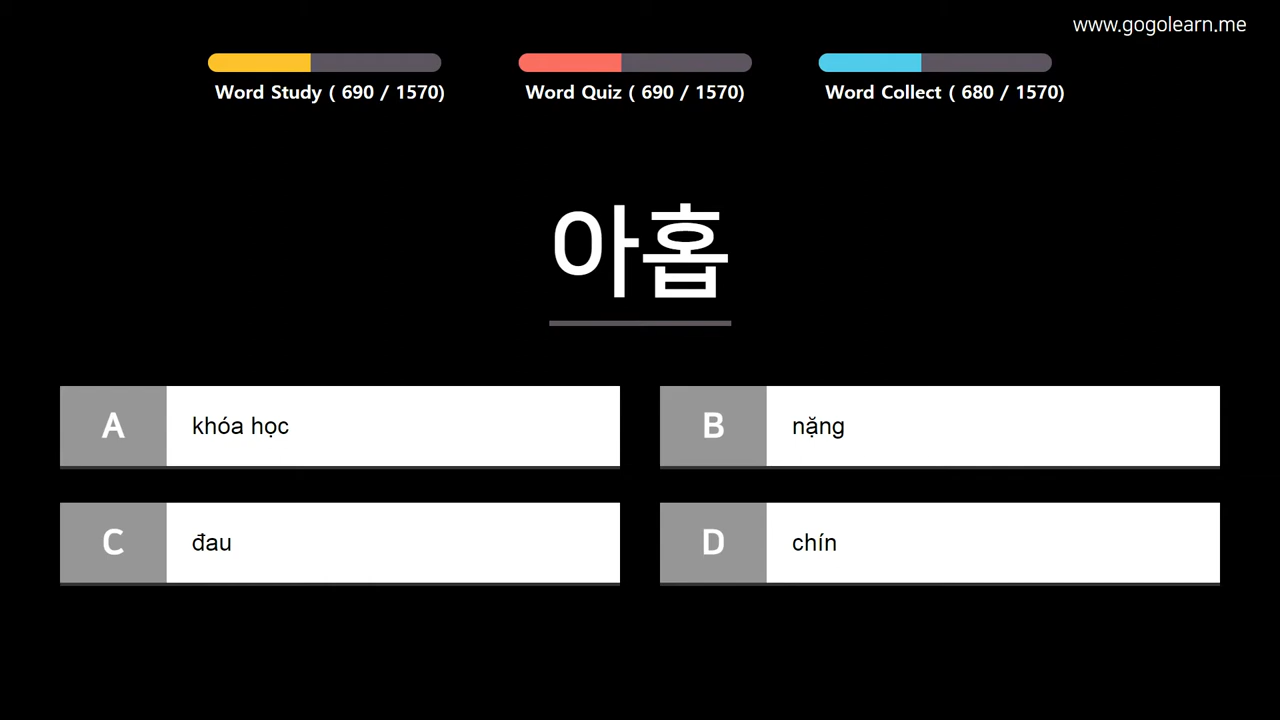 www.gogolearn.me
Word Study ( 690 / 1570)
Word Quiz ( 690 / 1570)
Word Collect ( 680 / 1570)
아홉
A
khóa học
B
nặng
C
đau
D
chín